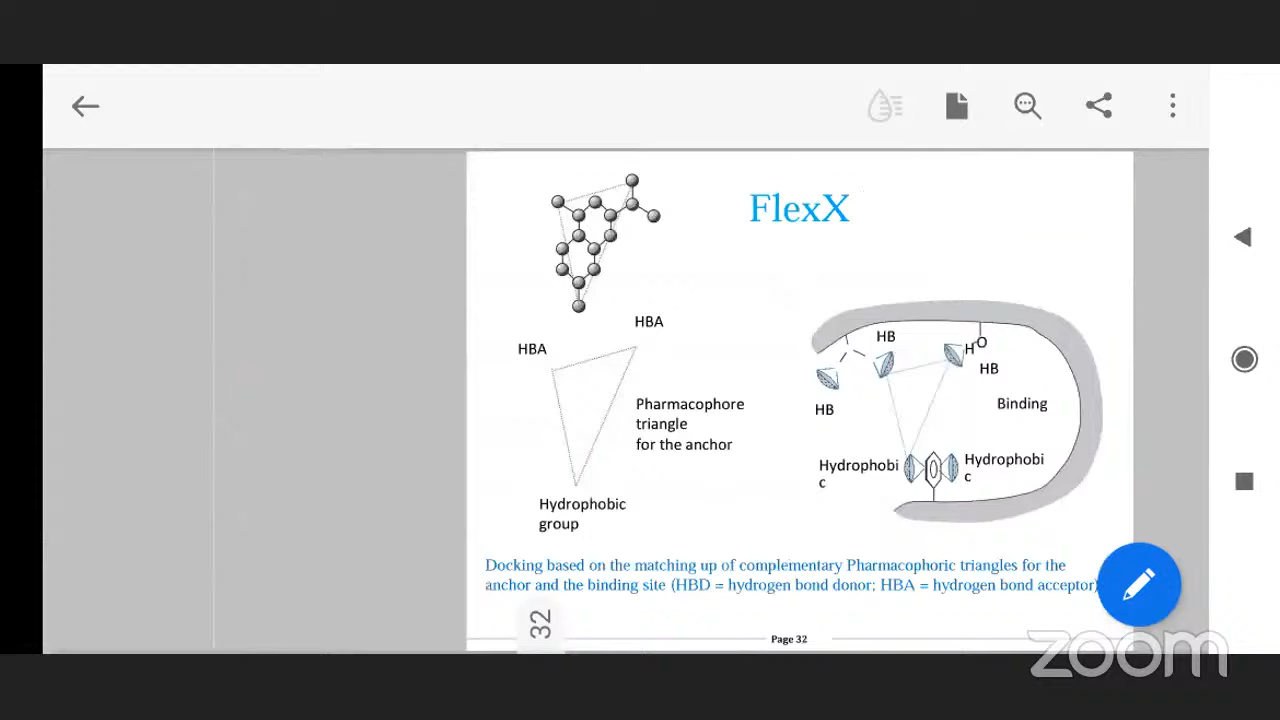 FlexX
HBA
HBA
Pharmacophore
triangle
for the anchor
Hydrophobic
group
HB
H
O
HB
HB
Binding
Hydrophobi
c
Hydrophobi
c
Docking based on the matching up of complementary Pharmacophoric triangles for the
anchor and the binding site (HBD = hydrogen bond donor; HBA = hydrogen bond acceptor)
32
Page 32
zoom